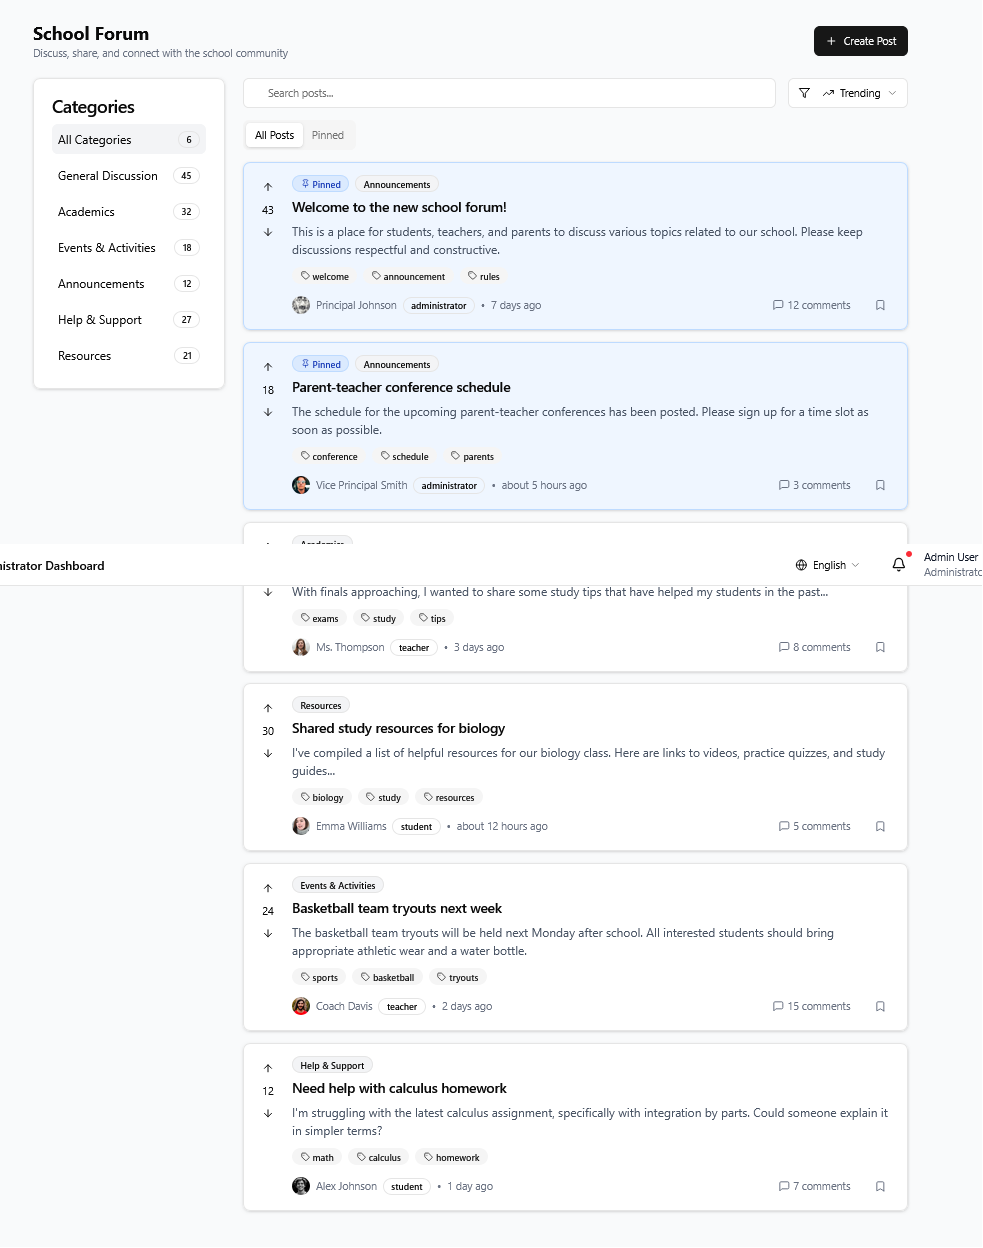 School Forum
Discuss, share, and connect with the school community
Create Post
Categories
All Categories 6
General Discussion 45
Academics 32
Events & Activities 18
Announcements 12
Help & Support 27
Resources 21
Search posts...
Trending
All Posts Pinned
Pinned Announcements
43
Welcome to the new school forum!
This is a place for students, teachers, and parents to discuss various topics related to our school. Please keep
discussions respectful and constructive.
welcome announcement rules
Principal Johnson administrator • 7 days ago 12 comments
Pinned Announcements
18
Parent-teacher conference schedule
The schedule for the upcoming parent-teacher conferences has been posted. Please sign up for a time slot as
soon as possible.
conference schedule parents
Vice Principal Smith administrator • about 5 hours ago 3 comments
Academics
nistrator Dashboard English Admin User
Administrato
With finals approaching, I wanted to share some study tips that have helped my students in the past...
exams study tips
Ms. Thompson teacher • 3 days ago 8 comments
Resources
30
Shared study resources for biology
I've compiled a list of helpful resources for our biology class. Here are links to videos, practice quizzes, and study
guides...
biology study resources
Emma Williams student • about 12 hours ago 5 comments
Events & Activities
24
Basketball team tryouts next week
The basketball team tryouts will be held next Monday after school. All interested students should bring
appropriate athletic wear and a water bottle.
sports basketball tryouts
Coach Davis teacher • 2 days ago 15 comments
Help & Support
12
Need help with calculus homework
I'm struggling with the latest calculus assignment, specifically with integration by parts. Could someone explain it
in simpler terms?
math calculus homework
Alex Johnson student • 1 day ago 7 comments